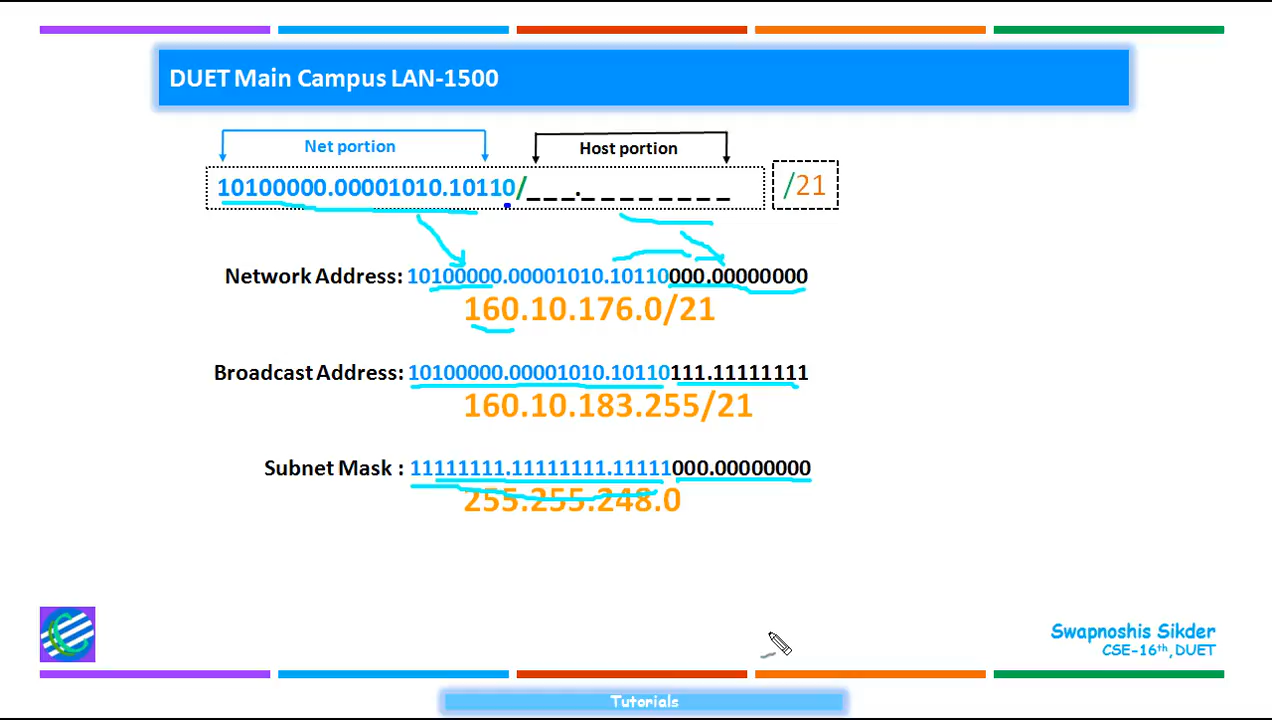 DUET Main Campus LAN-1500
Net portion
Host portion
10100000.00001010.10110/_ _ _._ _ _ _ _ _ _ _
/21
Network Address: 10100000.00001010.10110000.00000000
160.10.176.0/21
Broadcast Address: 10100000.00001010.10110111.11111111
160.10.183.255/21
Subnet Mask : 11111111.11111111.11111000.00000000
255.255.248.0
Swapnoshis Sikder
CSE-16th,DUET
Tutorials